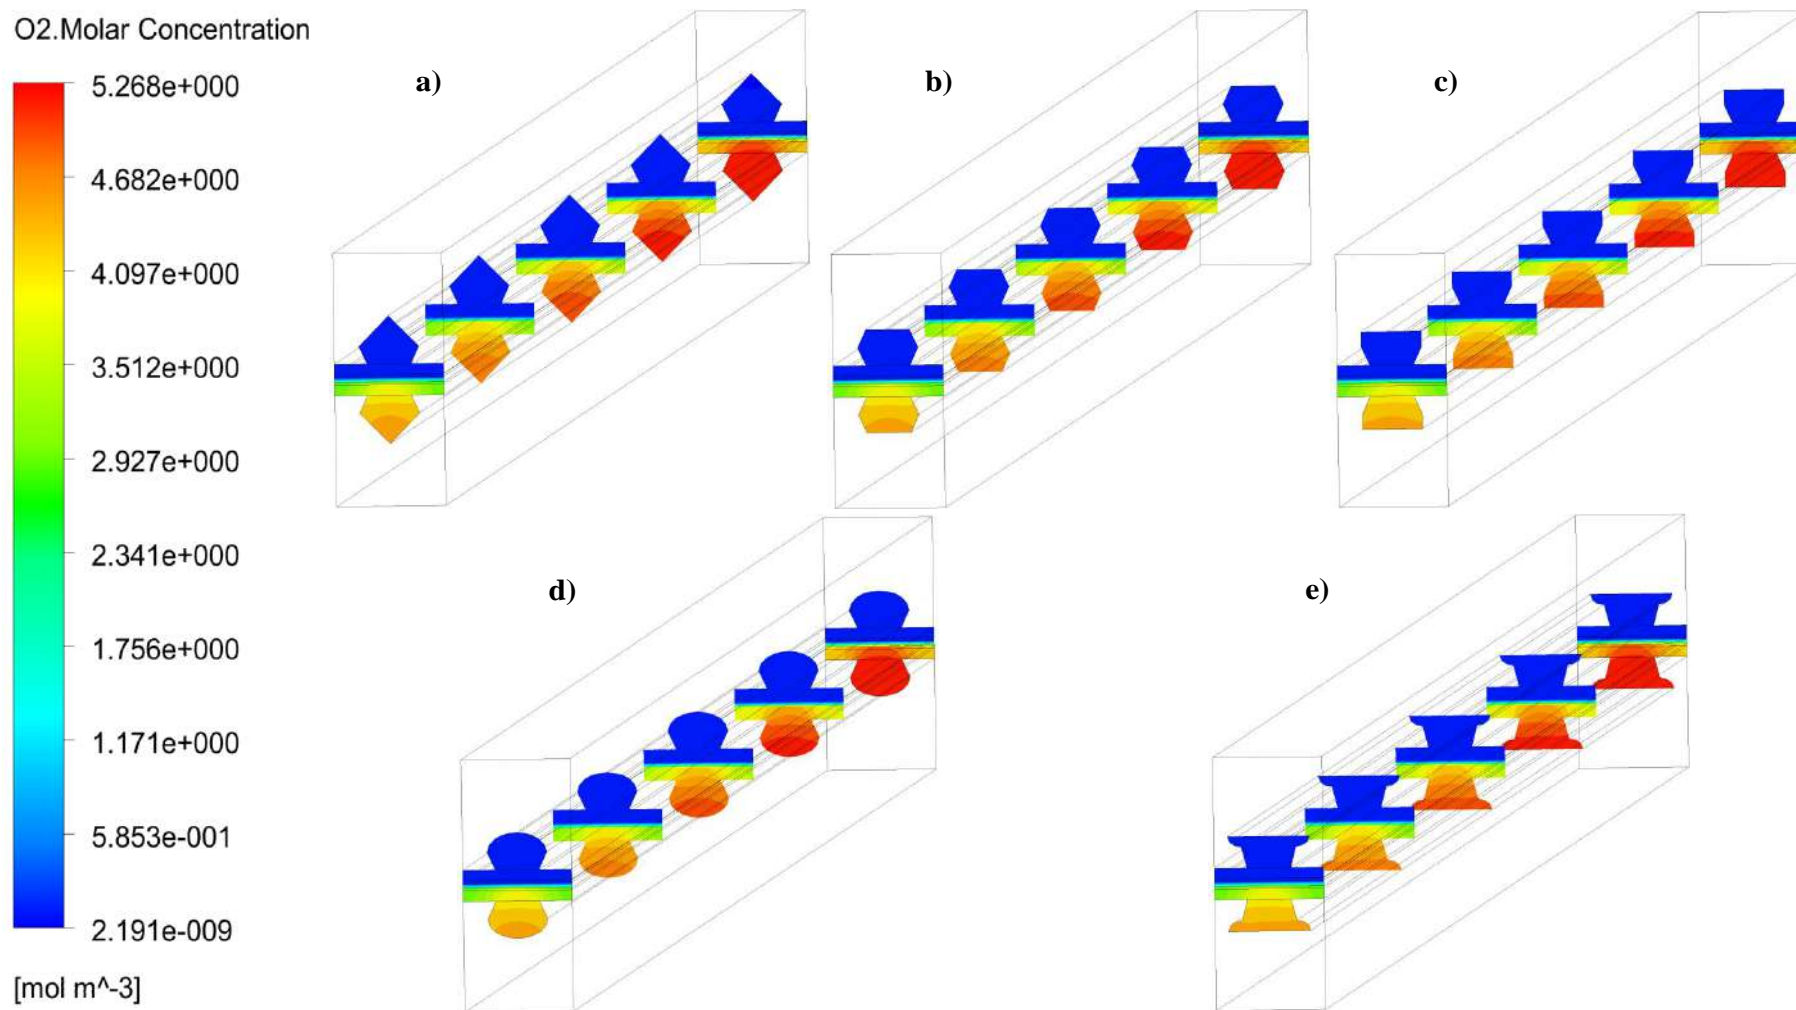 O2.Molar Concentration
5.268e+000
4.682e+000
4.097e+000
3.512e+000
2.927e+000
2.341e+000
1.756e+000
1.171e+000
5.853e-001
2.191e-009
[mol m^-3]
a)
b)
c)
d)
e)